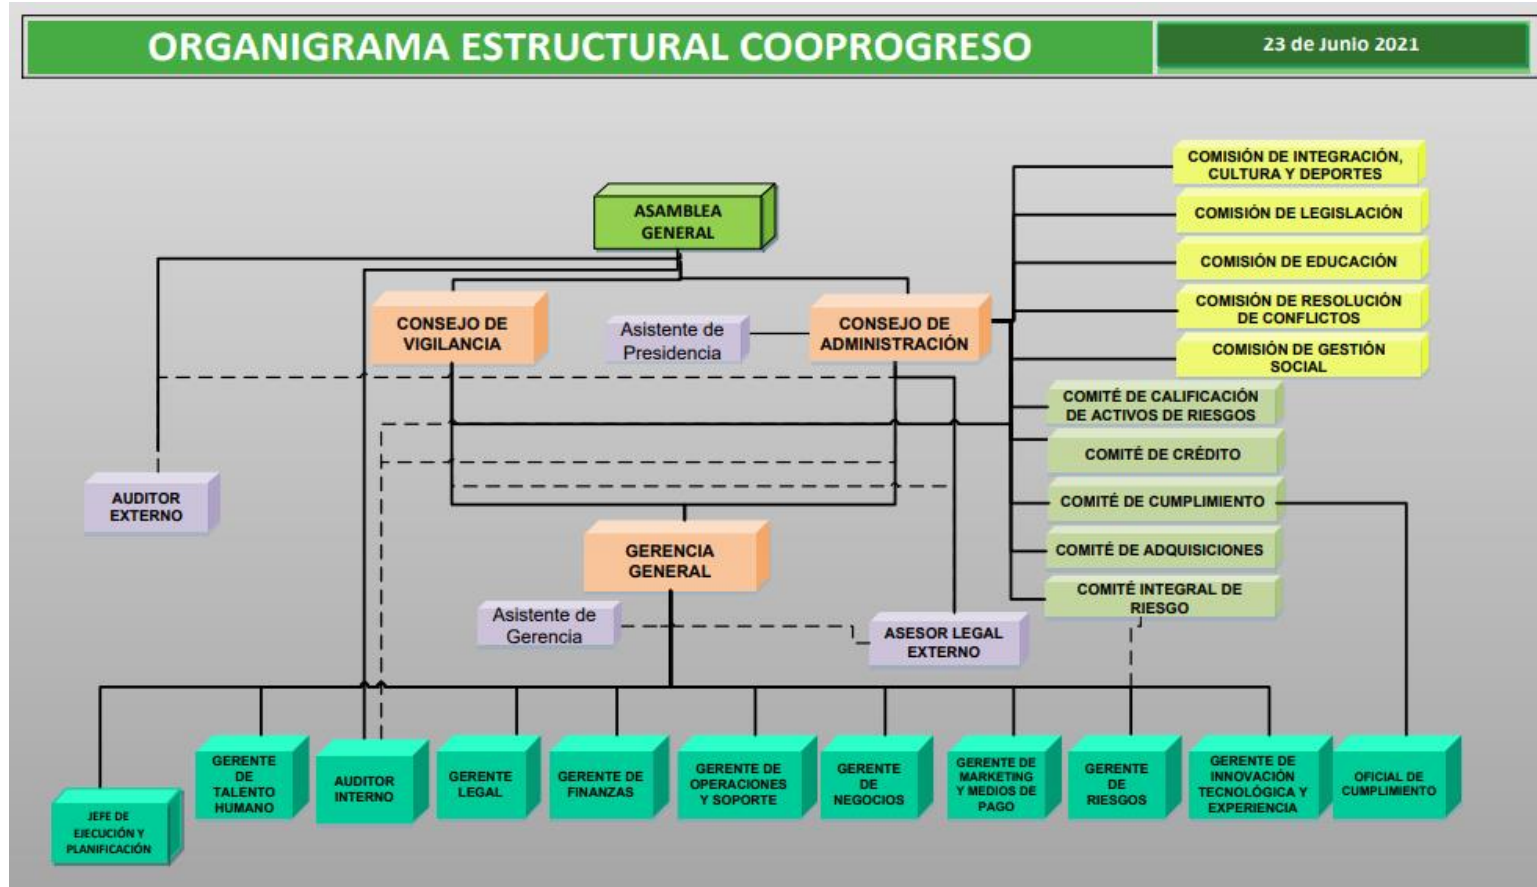 ORGANIGRAMA ESTRUCTURAL COOPROGRESO
23 de Junio 2021
COMISIÓN DE INTEGRACIÓN,
CULTURA Y DEPORTES
ASAMBLEA
GENERAL
COMISIÓN DE LEGISLACIÓN
COMISIÓN DE EDUCACIÓN
CONSEJO DE
VIGILANCIA
Asistente de
Presidencia
CONSEJO DE
ADMINISTRACIÓN
COMISIÓN DE RESOLUCIÓN
DE CONFLICTOS
COMISIÓN DE GESTIÓN
SOCIAL
COMITÉ DE CALIFICACIÓN
DE ACTIVOS DE RIESGOS
COMITÉ DE CRÉDITO
AUDITOR
EXTERNO
COMITÉ DE CUMPLIMIENTO
GERENCIA
GENERAL
COMITÉ DE ADQUISICIONES
COMITÉ INTEGRAL DE
RIESGO
Asistente de
Gerencia
ASESOR LEGAL
EXTERNO
JEFE DE
EJECUCIÓN Y
PLANIFICACIÓN
GERENTE
DE
TALENTO
HUMANO
AUDITOR
INTERNO
GERENTE
LEGAL
GERENTE DE
FINANZAS
GERENTE DE
OPERACIONES
Y SOPORTE
GERENTE
DE
NEGOCIOS
GERENTE DE
MARKETING
Y MEDIOS DE
PAGO
GERENTE
DE
RIESGOS
GERENTE DE
INNOVACIÓN
TECNOLÓGICA Y
EXPERIENCIA
OFICIAL DE
CUMPLIMIENTO